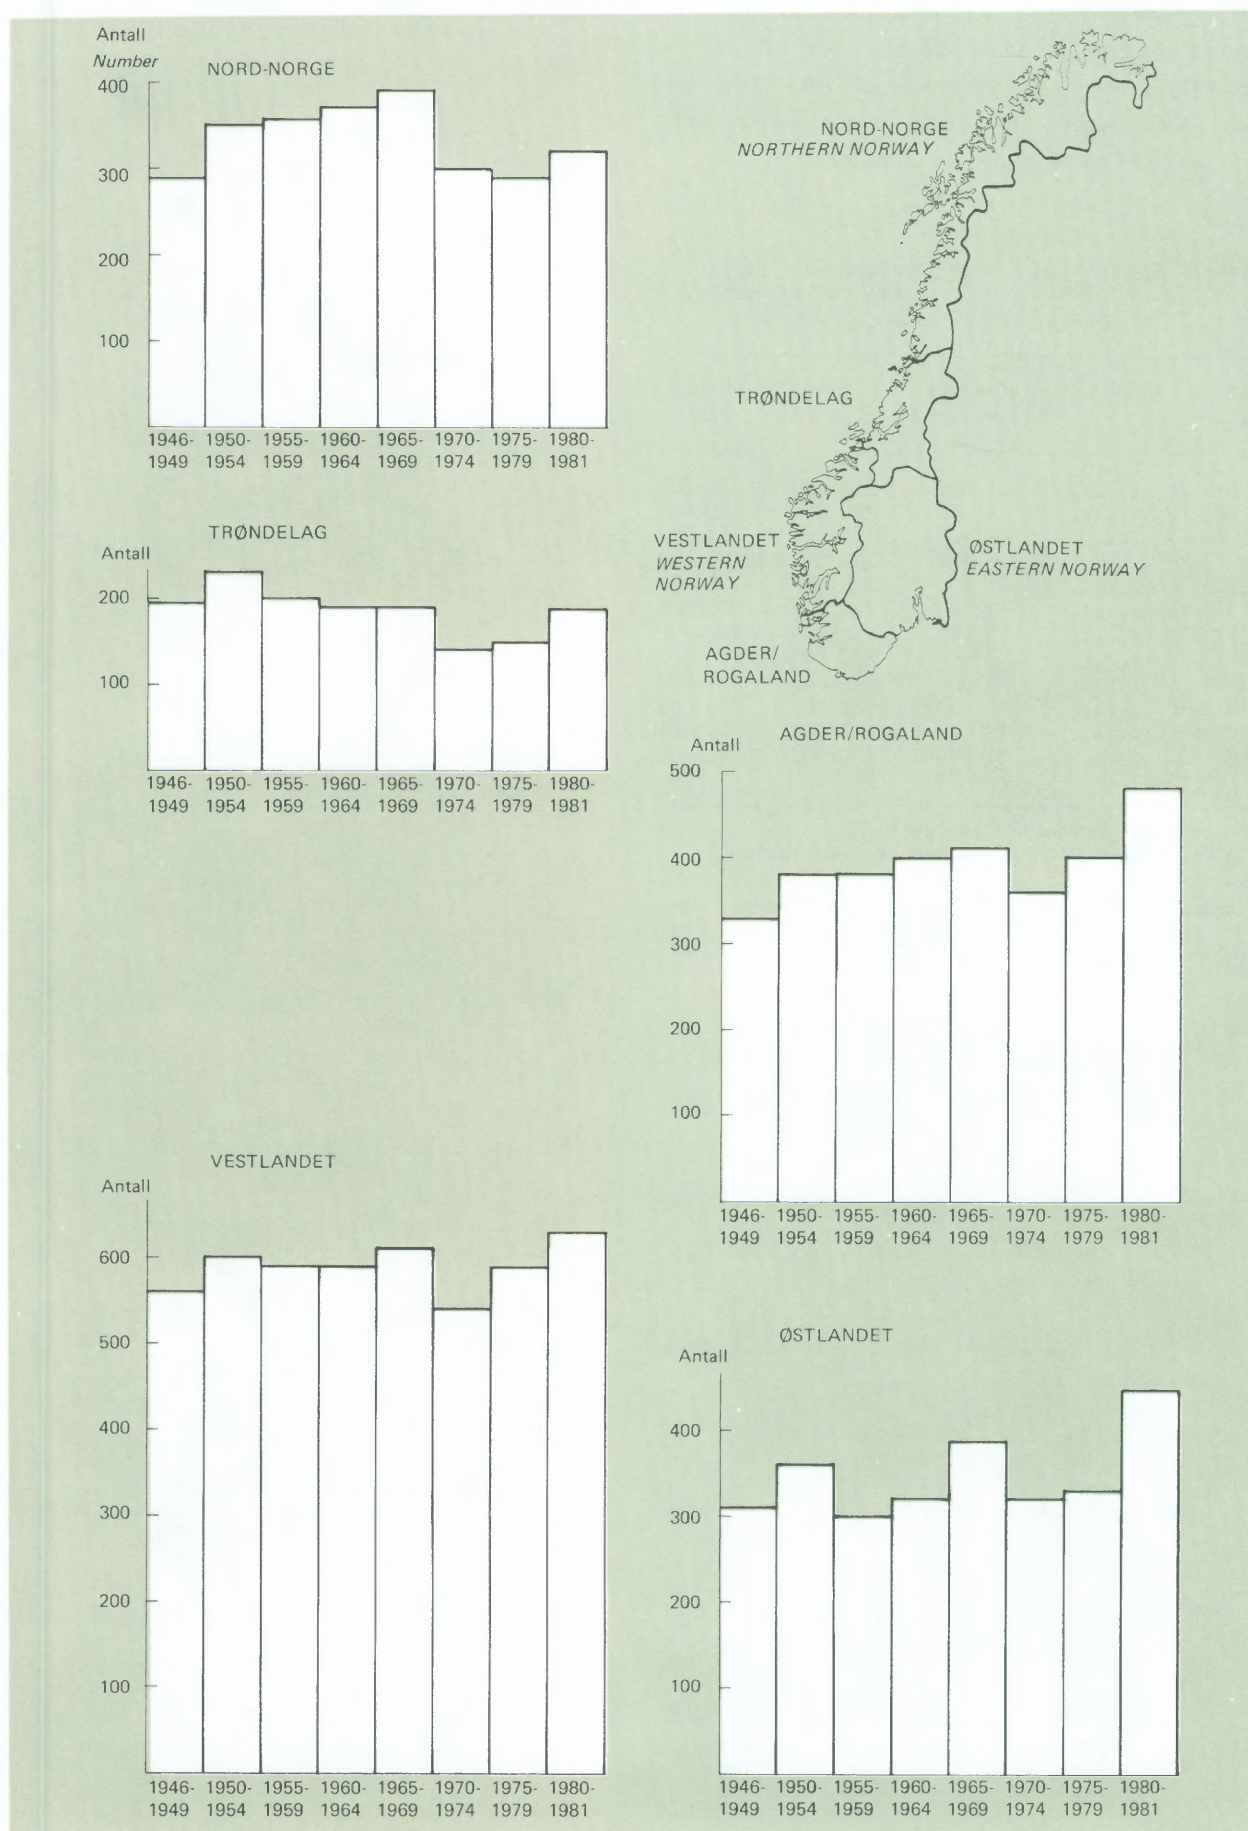 Antall
Number
NORD-NORGE
400
300
200
100
1946- 1950- 1955- 1960- 1965- 1970- 1975- 1980-
1949 1954 1959 1964 1969 1974 1979 1981
NORD-NORGE
NORTHERN NORWAY
TRØNDELAG
VESTLANDET
WESTERN
NORWAY
ØSTLANDET
EASTERN NORWAY
AGDER/
ROGALAND
TRØNDELAG
Antall
200
100
1946- 1950- 1955- 1960- 1965- 1970- 1975- 1980-
1949 1954 1959 1964 1969 1974 1979 1981
AGDER/ROGALAND
Antall
500
400
300
200
100
1946- 1950- 1955- 1960- 1965- 1970- 1975- 1980-
1949 1954 1959 1964 1969 1974 1979 1981
VESTLANDET
Antall
600
500
400
300
200
100
1946- 1950- 1955- 1960- 1965- 1970- 1975- 1980-
1949 1954 1959 1964 1969 1974 1979 1981
ØSTLANDET
Antall
400
300
200
100
1946- 1950- 1955- 1960- 1965- 1970- 1975- 1980-
1949 1954 1959 1964 1969 1974 1979 1981